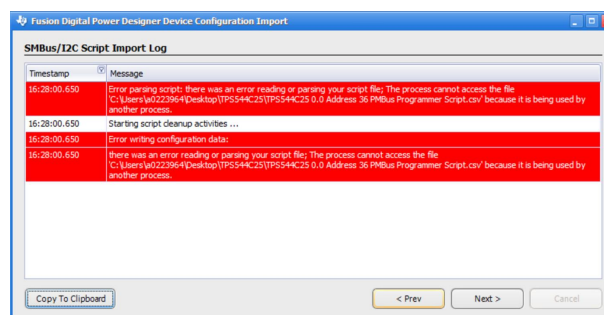 Fusion Digital Power Designer Device Configuration Import
SMBus/I2C Script Import Log
Timestamp Message
16:28:00.650 Error parsing script: there was an error reading or parsing your script file; The process cannot access the file
'C:\Users\a0223964\Desktop\TPS544C25\TPS544C25 0.0 Address 36 PMBus Programmer Script.csv' because it is being used by
another process.
16:28:00.650 Starting script cleanup activities ...
16:28:00.650 Error writing configuration data:
16:28:00.650 there was an error reading or parsing your script file; The process cannot access the file
'C:\Users\a0223964\Desktop\TPS544C25\TPS544C25 0.0 Address 36 PMBus Programmer Script.csv' because it is being used by
another process.
Copy To Clipboard < Prev Next > Cancel